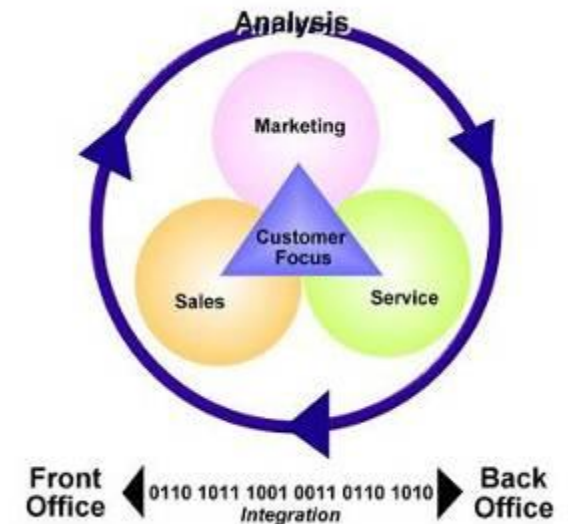 Analysis
Marketing
Customer
Focus
Sales
Service
Front
Office
0110 1011 1001 0011 0110 1010
Integration
Back
Office